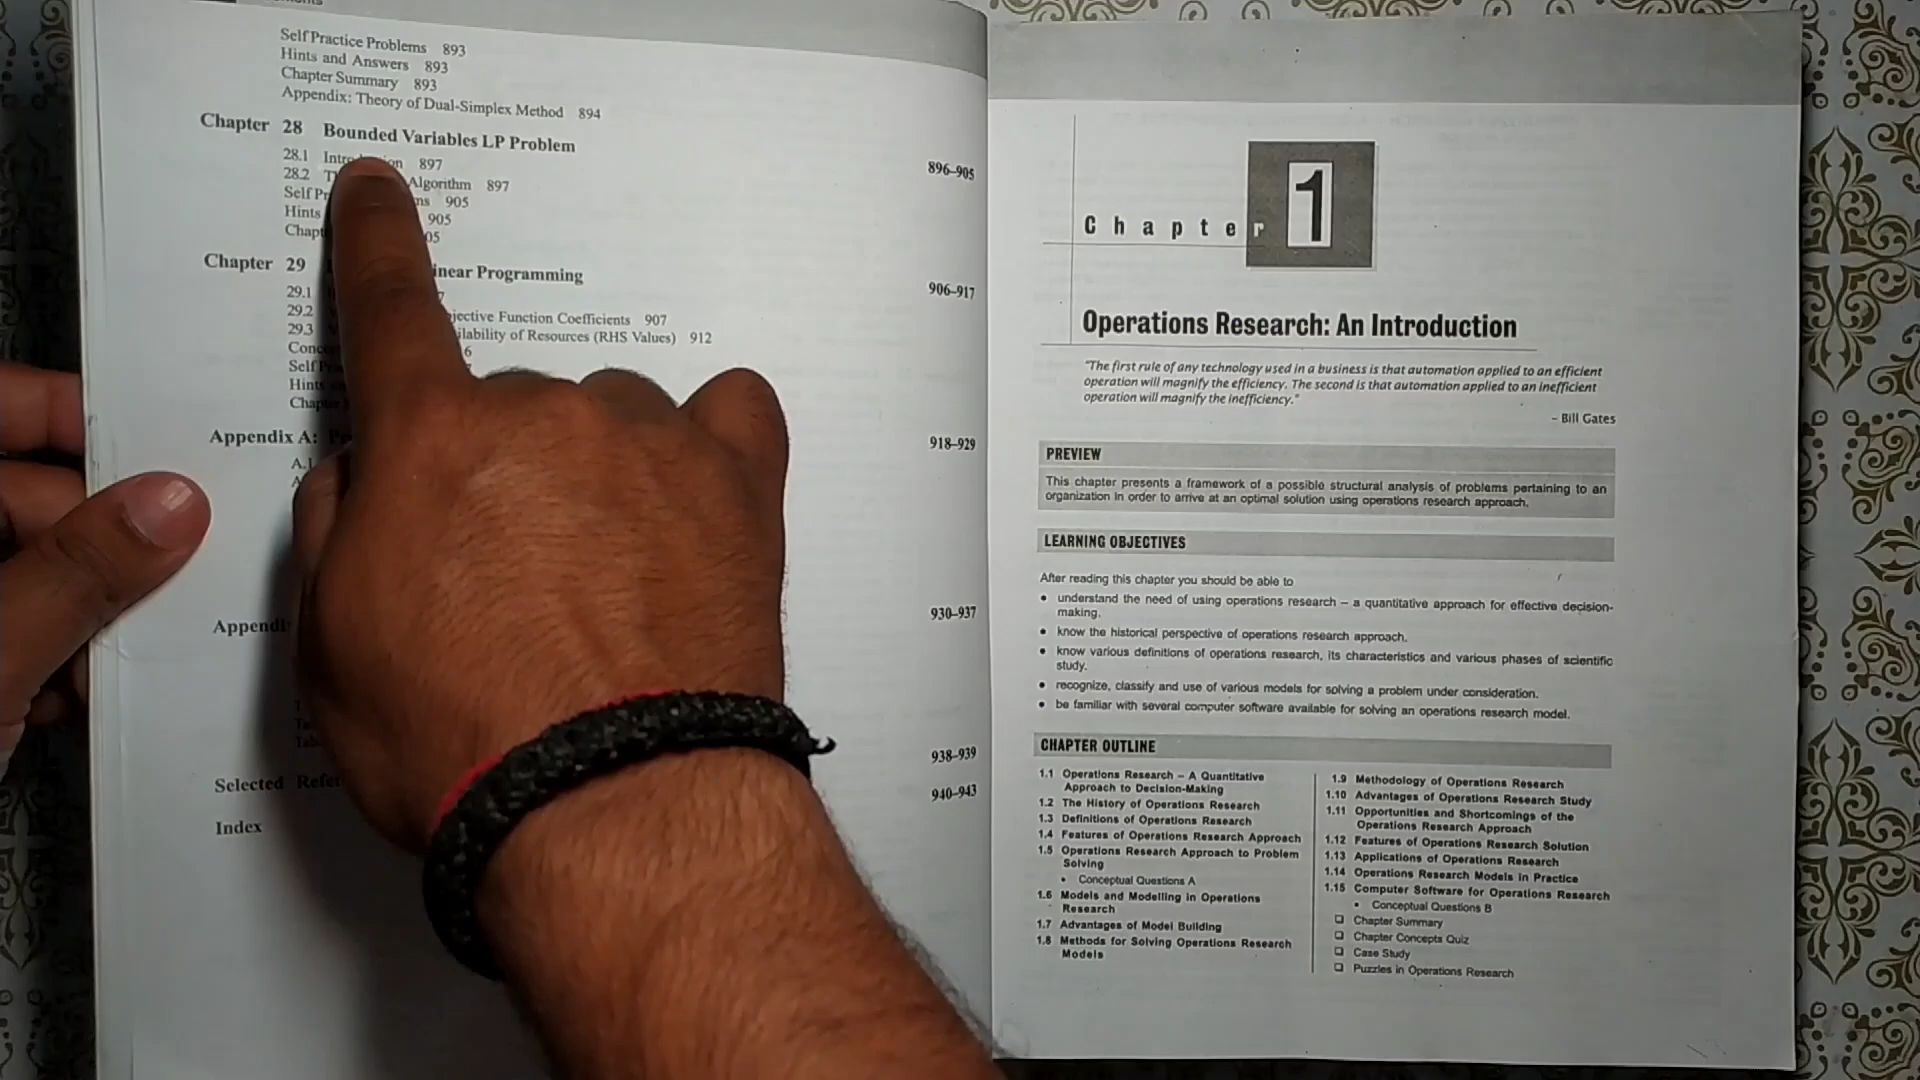 Self Practice Problems 893
Hints and Answers 893
Chapter Summary 893
Appendix: Theory of Dual-Simplex Method 894
Chapter 28 Bounded Variables LP Problem 896–905
28.1 897
28.2 Algorithm 897
Self 905
Hints 905
Chapter 29 Programming 906–917
29.1
29.2 Objective Function Coefficients 907
29.3 Availability of Resources (RHS Values) 912
Self
Hints
Appendix A: 918–929
A.1
930–937
938–939
Selected
940–943
Index
Chapter 1
Operations Research: An Introduction
"The first rule of any technology used in a business is that automation applied to an efficient
operation will magnify the efficiency. The second is that automation applied to an inefficient
operation will magnify the inefficiency."
– Bill Gates
PREVIEW
This chapter presents a framework of a possible structural analysis of problems pertaining to an
organization in order to arrive at an optimal solution using operations research approach.
LEARNING OBJECTIVES
After reading this chapter you should be able to
• understand the need of using operations research – a quantitative approach for effective decision-
making.
• know the historical perspective of operations research approach.
• know various definitions of operations research, its characteristics and various phases of scientific
study.
• recognize, classify and use of various models for solving a problem under consideration.
• be familiar with several computer software available for solving an operations research model.
CHAPTER OUTLINE
1.1 Operations Research – A Quantitative
Approach to Decision-Making
1.2 The History of Operations Research
1.3 Definitions of Operations Research
1.4 Features of Operations Research Approach
1.5 Operations Research Approach to Problem
Solving
• Conceptual Questions A
1.6 Models and Modelling in Operations
Research
1.7 Advantages of Model Building
1.8 Methods for Solving Operations Research
Models
1.9 Methodology of Operations Research
1.10 Advantages of Operations Research Study
1.11 Opportunities and Shortcomings of the
Operations Research Approach
1.12 Features of Operations Research Solution
1.13 Applications of Operations Research
1.14 Operations Research Models in Practice
1.15 Computer Software for Operations Research
• Conceptual Questions B
❑ Chapter Summary
❑ Chapter Concepts Quiz
❑ Case Study
❑ Puzzles in Operations Research